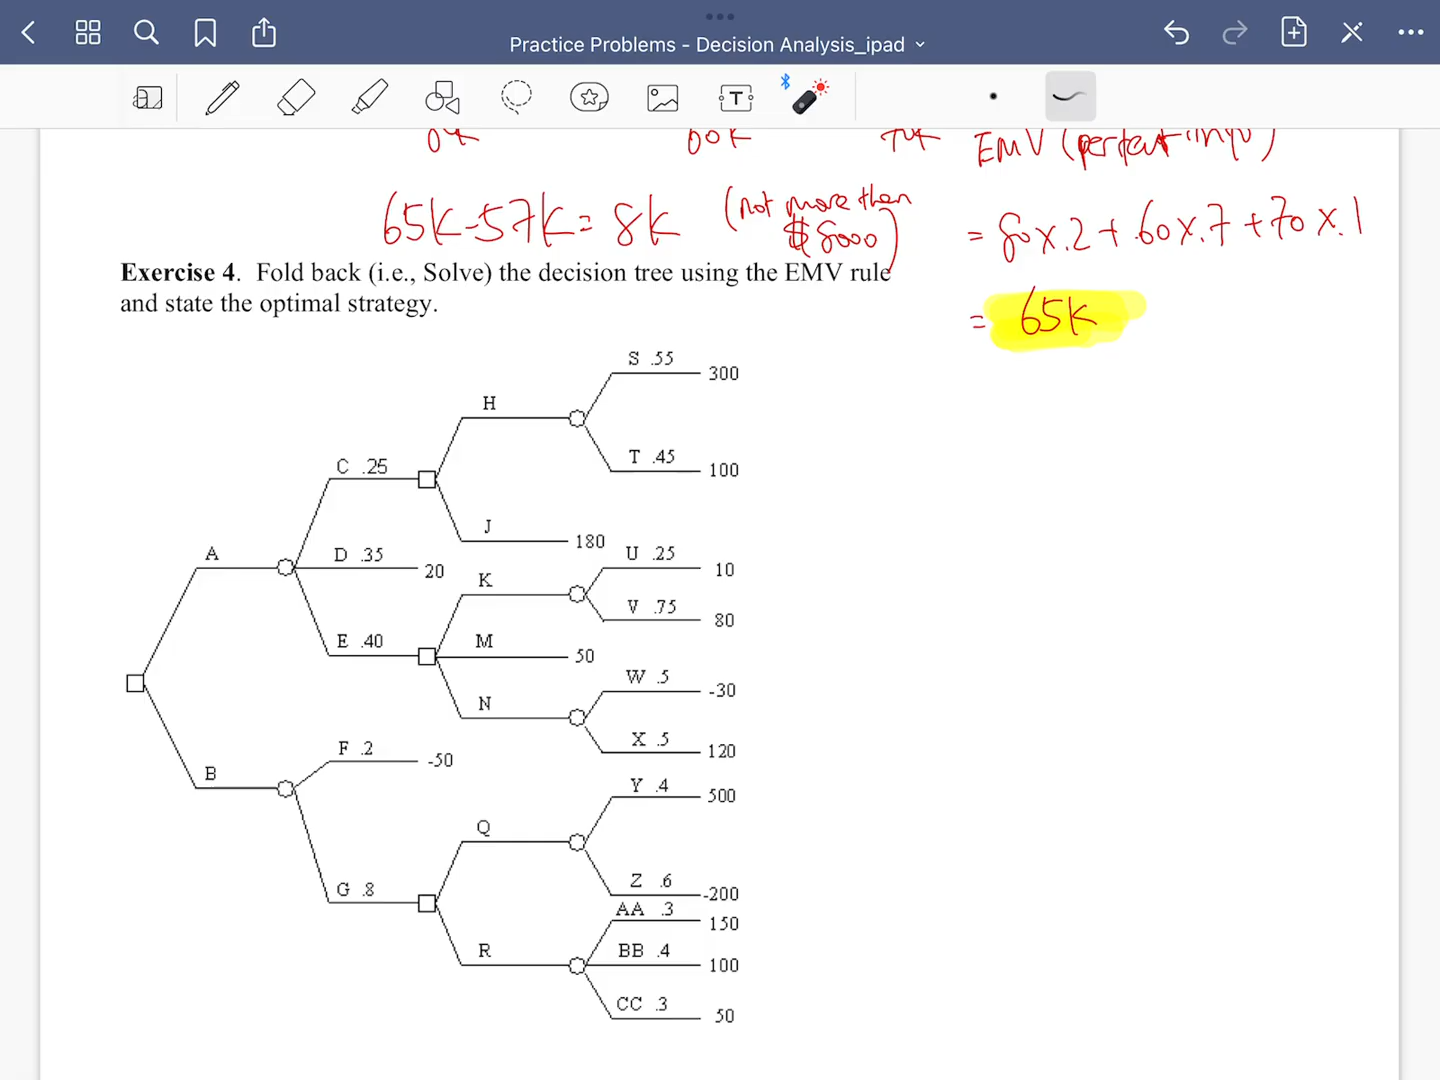 Practice Problems - Decision Analysis_ipad
T
EMV (perfect info)
64K 60K 70K
65K-57K= 8K (not more than $8000)
= 80x.2+60x.7+70x.1
Exercise 4. Fold back (i.e., Solve) the decision tree using the EMV rule
and state the optimal strategy.
= 65K
S .55
300
H
T .45
100
C .25
J
180
A
D .35
20
U .25
10
K
V .75
80
E .40
M
50
W .5
-30
N
X .5
120
F .2
-50
B
Y .4
500
Q
Z .6
-200
G .8
AA .3
150
R
BB .4
100
CC .3
50